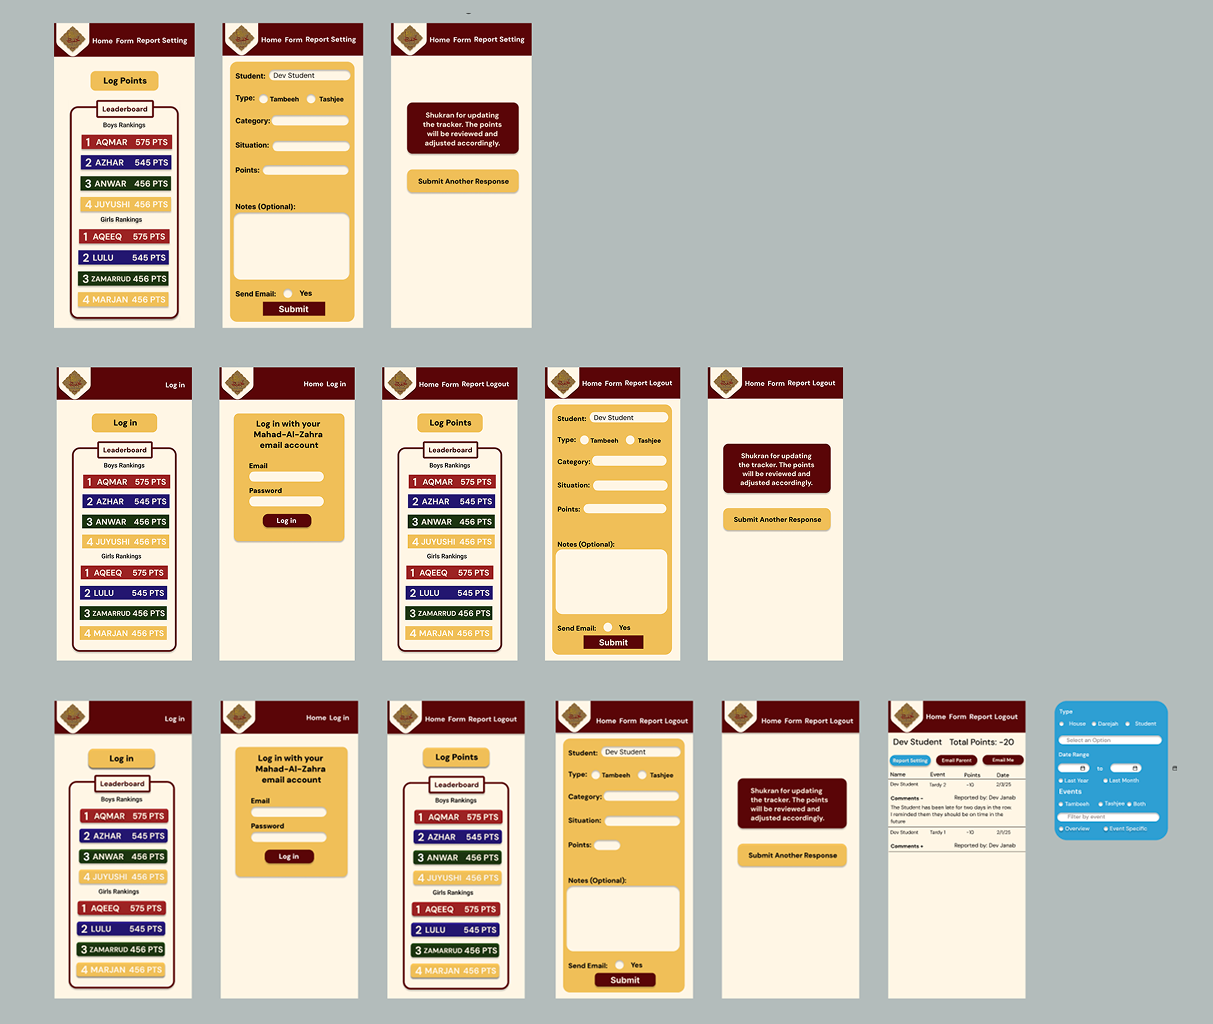 Home Form Report Setting
Log Points
Leaderboard
Boys Rankings
1 AQMAR 575 PTS
2 AZHAR 545 PTS
3 ANWAR 456 PTS
4 JUYUSHI 456 PTS
Girls Rankings
1 AQEEQ 575 PTS
2 LULU 545 PTS
3 ZAMARRUD 456 PTS
4 MARJAN 456 PTS
Home Form Report Setting
Student: Dev Student
Type: Tambeeh Tashjee
Category:
Situation:
Points:
Notes (Optional):
Send Email: Yes
Submit
Home Form Report Setting
Shukran for updating
the tracker. The points
will be reviewed and
adjusted accordingly.
Submit Another Response
Log in
Log in
Leaderboard
Boys Rankings
1 AQMAR 575 PTS
2 AZHAR 545 PTS
3 ANWAR 456 PTS
4 JUYUSHI 456 PTS
Girls Rankings
1 AQEEQ 575 PTS
2 LULU 545 PTS
3 ZAMARRUD 456 PTS
4 MARJAN 456 PTS
Home Log in
Log in with your
Mahad-Al-Zahra
email account
Email
Password
Log in
Home Form Report Logout
Log Points
Leaderboard
Boys Rankings
1 AQMAR 575 PTS
2 AZHAR 545 PTS
3 ANWAR 456 PTS
4 JUYUSHI 456 PTS
Girls Rankings
1 AQEEQ 575 PTS
2 LULU 545 PTS
3 ZAMARRUD 456 PTS
4 MARJAN 456 PTS
Home Form Report Logout
Student: Dev Student
Type: Tambeeh Tashjee
Category:
Situation:
Points:
Notes (Optional):
Send Email: Yes
Submit
Home Form Report Logout
Shukran for updating
the tracker. The points
will be reviewed and
adjusted accordingly.
Submit Another Response
Log in
Log in
Leaderboard
Boys Rankings
1 AQMAR 575 PTS
2 AZHAR 545 PTS
3 ANWAR 456 PTS
4 JUYUSHI 456 PTS
Girls Rankings
1 AQEEQ 575 PTS
2 LULU 545 PTS
3 ZAMARRUD 456 PTS
4 MARJAN 456 PTS
Home Log in
Log in with your
Mahad-Al-Zahra
email account
Email
Password
Log in
Home Form Report Logout
Log Points
Leaderboard
Boys Rankings
1 AQMAR 575 PTS
2 AZHAR 545 PTS
3 ANWAR 456 PTS
4 JUYUSHI 456 PTS
Girls Rankings
1 AQEEQ 575 PTS
2 LULU 545 PTS
3 ZAMARRUD 456 PTS
4 MARJAN 456 PTS
Home Form Report Logout
Student: Dev Student
Type: Tambeeh Tashjee
Category:
Situation:
Points:
Notes (Optional):
Send Email: Yes
Submit
Home Form Report Logout
Shukran for updating
the tracker. The points
will be reviewed and
adjusted accordingly.
Submit Another Response
Home Form Report Logout
Dev Student Total Points: -20
Report Setting Email Parent Email Me
Name Event Points Date
Dev Student Tardy 2 -10 2/3/25
Comments - Reported by: Dev Janab
The Student has been late for two days in the row.
I reminded them they should be on time in the
future
Dev Student Tardy 1 -10 2/1/25
Comments + Reported by: Dev Janab
Type
House Darajah Student
Select an Option
Date Range
to
Last Year Last Month
Events
Tambeeh Tashjee Both
Filter by event
Overview Event Specific